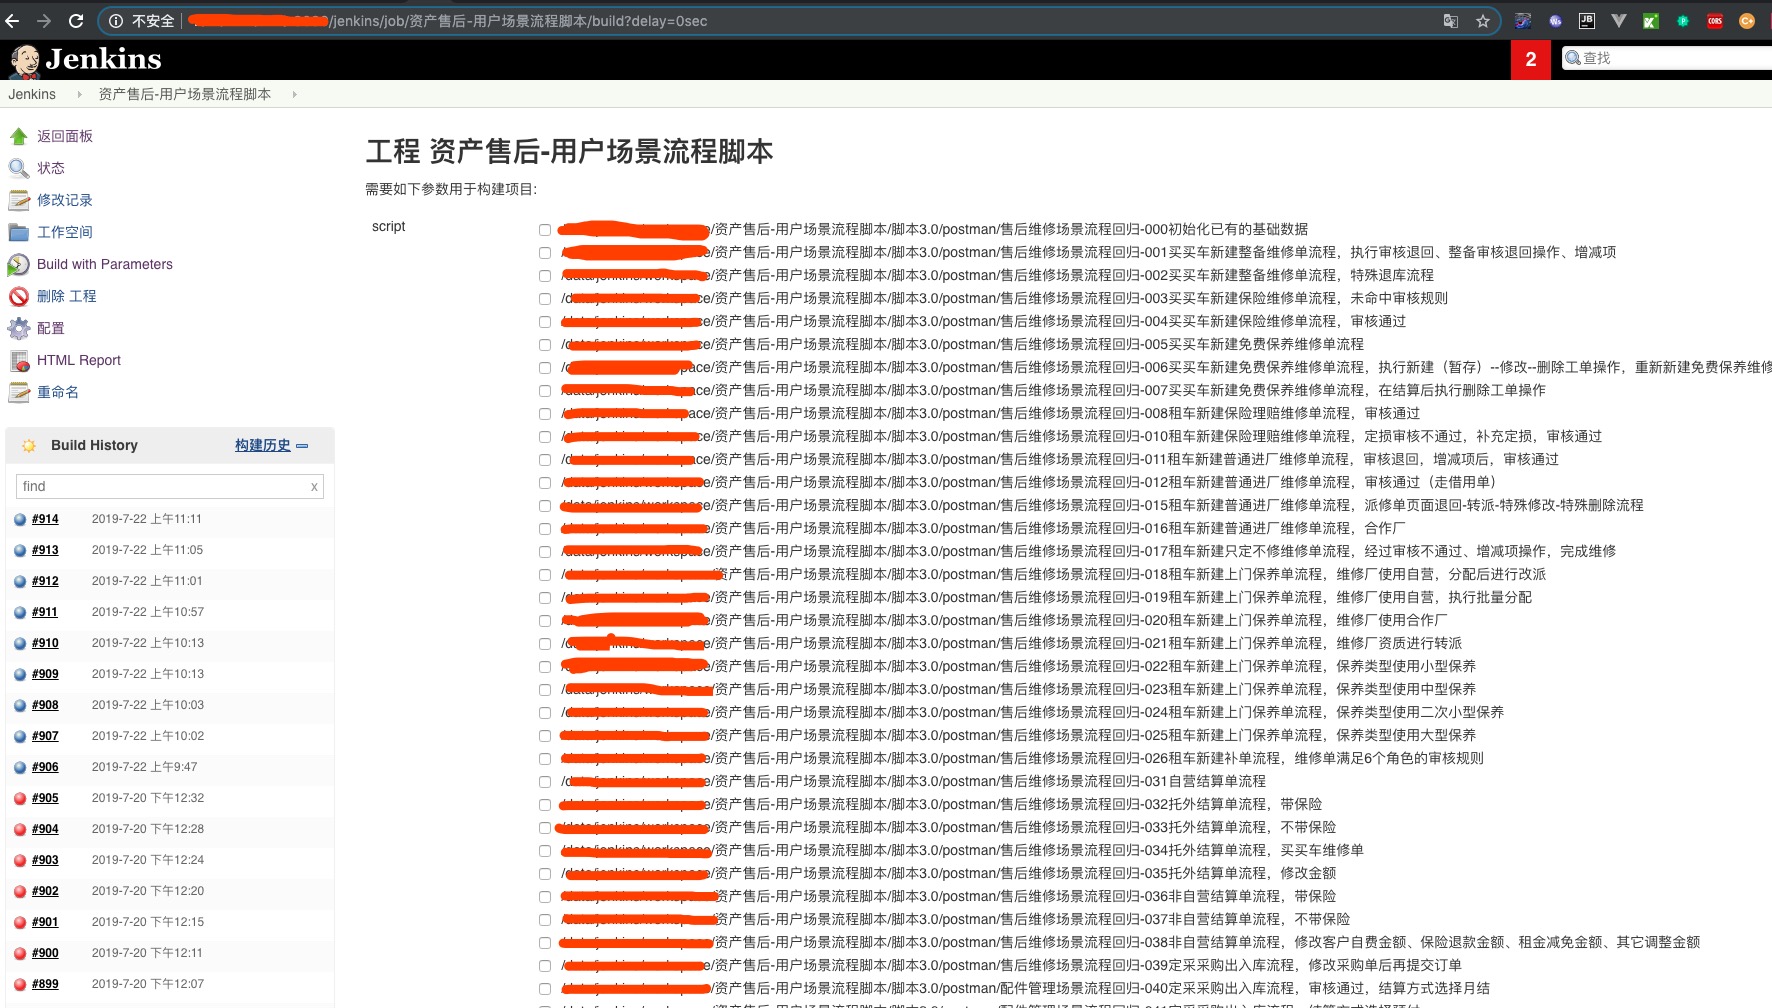 不安全
/jenkins/job/资产售后-用户场景流程脚本/build?delay=0sec
Jenkins
2
查找
Jenkins
资产售后-用户场景流程脚本
返回面板
状态
修改记录
工作空间
Build with Parameters
删除 工程
配置
HTML Report
重命名
Build History
构建历史
find
x
#914 2019-7-22 上午11:11
#913 2019-7-22 上午11:05
#912 2019-7-22 上午11:01
#911 2019-7-22 上午10:57
#910 2019-7-22 上午10:13
#909 2019-7-22 上午10:13
#908 2019-7-22 上午10:03
#907 2019-7-22 上午10:02
#906 2019-7-22 上午9:47
#905 2019-7-20 下午12:32
#904 2019-7-20 下午12:28
#903 2019-7-20 下午12:24
#902 2019-7-20 下午12:20
#901 2019-7-20 下午12:15
#900 2019-7-20 下午12:11
#899 2019-7-20 下午12:07
工程 资产售后-用户场景流程脚本
需要如下参数用于构建项目:
script
/资产售后-用户场景流程脚本/脚本3.0/postman/售后维修场景流程回归-000初始化已有的基础数据
/资产售后-用户场景流程脚本/脚本3.0/postman/售后维修场景流程回归-001买买车新建整备维修单流程，执行审核退回、整备审核退回操作、增减项
/资产售后-用户场景流程脚本/脚本3.0/postman/售后维修场景流程回归-002买买车新建整备维修单流程，特殊退库流程
/资产售后-用户场景流程脚本/脚本3.0/postman/售后维修场景流程回归-003买买车新建保险维修单流程，未命中审核规则
/资产售后-用户场景流程脚本/脚本3.0/postman/售后维修场景流程回归-004买买车新建保险维修单流程，审核通过
/资产售后-用户场景流程脚本/脚本3.0/postman/售后维修场景流程回归-005买买车新建免费保养维修单流程
/资产售后-用户场景流程脚本/脚本3.0/postman/售后维修场景流程回归-006买买车新建免费保养维修单流程，执行新建（暂存）--修改--删除工单操作，重新新建免费保养维修
/资产售后-用户场景流程脚本/脚本3.0/postman/售后维修场景流程回归-007买买车新建免费保养维修单流程，在结算后执行删除工单操作
/资产售后-用户场景流程脚本/脚本3.0/postman/售后维修场景流程回归-008租车新建保险理赔维修单流程，审核通过
/资产售后-用户场景流程脚本/脚本3.0/postman/售后维修场景流程回归-010租车新建保险理赔维修单流程，定损审核不通过，补充定损，审核通过
/资产售后-用户场景流程脚本/脚本3.0/postman/售后维修场景流程回归-011租车新建普通进厂维修单流程，审核退回，增减项后，审核通过
/资产售后-用户场景流程脚本/脚本3.0/postman/售后维修场景流程回归-012租车新建普通进厂维修单流程，审核通过（走借用单）
/资产售后-用户场景流程脚本/脚本3.0/postman/售后维修场景流程回归-015租车新建普通进厂维修单流程，派修单页面退回-转派-特殊修改-特殊删除流程
/资产售后-用户场景流程脚本/脚本3.0/postman/售后维修场景流程回归-016租车新建普通进厂维修单流程，合作厂
/资产售后-用户场景流程脚本/脚本3.0/postman/售后维修场景流程回归-017租车新建只定不修维修单流程，经过审核不通过、增减项操作，完成维修
资产售后-用户场景流程脚本/脚本3.0/postman/售后维修场景流程回归-018租车新建上门保养单流程，维修厂使用自营，分配后进行改派
/资产售后-用户场景流程脚本/脚本3.0/postman/售后维修场景流程回归-019租车新建上门保养单流程，维修厂使用自营，执行批量分配
/资产售后-用户场景流程脚本/脚本3.0/postman/售后维修场景流程回归-020租车新建上门保养单流程，维修厂使用合作厂
/资产售后-用户场景流程脚本/脚本3.0/postman/售后维修场景流程回归-021租车新建上门保养单流程，维修厂资质进行转派
/资产售后-用户场景流程脚本/脚本3.0/postman/售后维修场景流程回归-022租车新建上门保养单流程，保养类型使用小型保养
/资产售后-用户场景流程脚本/脚本3.0/postman/售后维修场景流程回归-023租车新建上门保养单流程，保养类型使用中型保养
/资产售后-用户场景流程脚本/脚本3.0/postman/售后维修场景流程回归-024租车新建上门保养单流程，保养类型使用二次小型保养
/资产售后-用户场景流程脚本/脚本3.0/postman/售后维修场景流程回归-025租车新建上门保养单流程，保养类型使用大型保养
/资产售后-用户场景流程脚本/脚本3.0/postman/售后维修场景流程回归-026租车新建补单流程，维修单满足6个角色的审核规则
/资产售后-用户场景流程脚本/脚本3.0/postman/售后维修场景流程回归-031自营结算单流程
/资产售后-用户场景流程脚本/脚本3.0/postman/售后维修场景流程回归-032托外结算单流程，带保险
/资产售后-用户场景流程脚本/脚本3.0/postman/售后维修场景流程回归-033托外结算单流程，不带保险
/资产售后-用户场景流程脚本/脚本3.0/postman/售后维修场景流程回归-034托外结算单流程，买买车维修单
/资产售后-用户场景流程脚本/脚本3.0/postman/售后维修场景流程回归-035托外结算单流程，修改金额
资产售后-用户场景流程脚本/脚本3.0/postman/售后维修场景流程回归-036非自营结算单流程，带保险
资产售后-用户场景流程脚本/脚本3.0/postman/售后维修场景流程回归-037非自营结算单流程，不带保险
/资产售后-用户场景流程脚本/脚本3.0/postman/售后维修场景流程回归-038非自营结算单流程，修改客户自费金额、保险退款金额、租金减免金额、其它调整金额
/资产售后-用户场景流程脚本/脚本3.0/postman/售后维修场景流程回归-039定采采购出入库流程，修改采购单后再提交订单
/资产售后-用户场景流程脚本/脚本3.0/postman/配件管理场景流程回归-040定采采购出入库流程，审核通过，结算方式选择月结